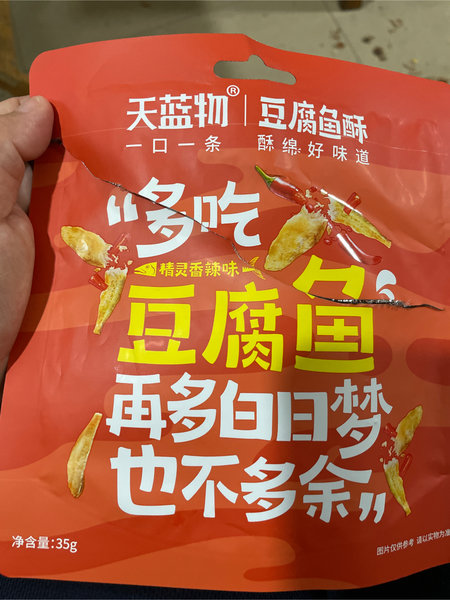 天蓝物® 豆腐鱼酥
一口一条 酥绵好味道
“多吃
精灵香辣味
豆腐鱼
再多白日梦
也不多余”
净含量:35g
图片仅供参考 请以实物为准